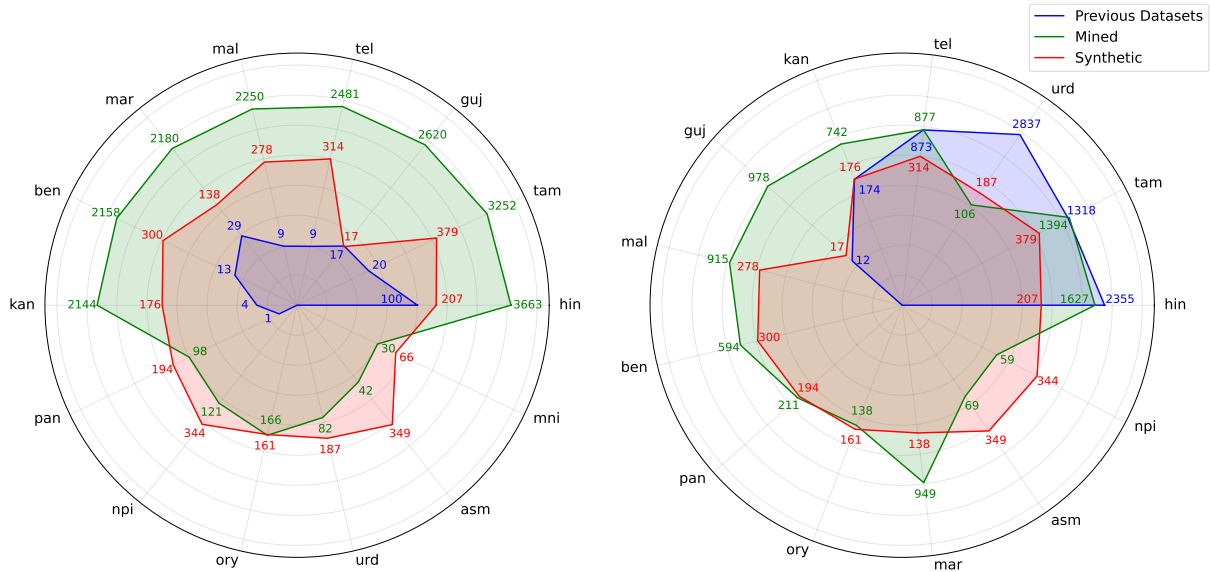 Previous Datasets
Mined
Synthetic
tel
mal
guj
mar
tam
ben
hin
kan
mni
pan
asm
npi
urd
ory
2481
2250
2620
2180
314
278
3252
2158
138
29
9
9
17
379
300
17
13
20
2144
176
4
100
207
3663
1
98
30
66
194
121
42
344
166
82
349
161
187
tel
kan
urd
guj
tam
mal
hin
ben
npi
pan
asm
ory
mar
877
2837
742
873
978
176
314
187
174
106
1318
1394
915
17
379
278
12
207
1627
2355
594
300
59
344
194
211
138
69
161
138
349
949